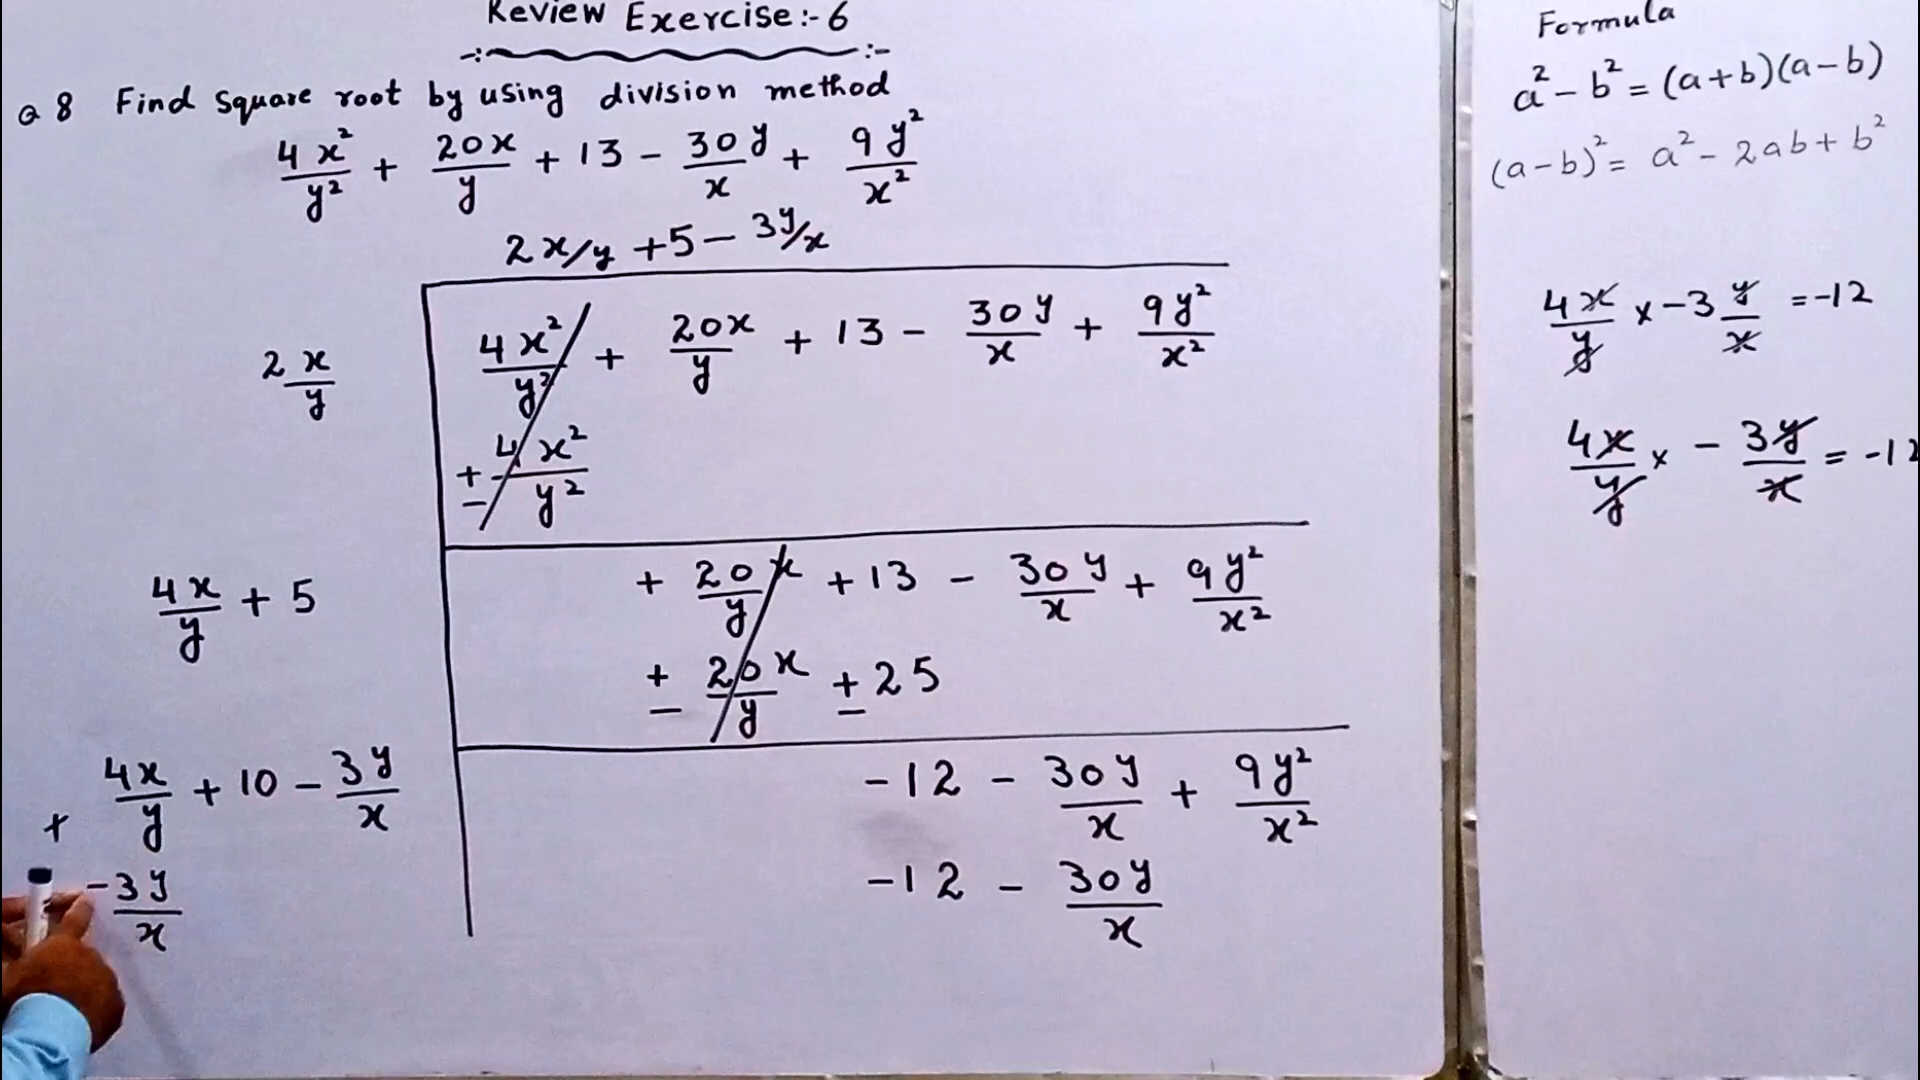 Review Exercise:- 6
Q 8 Find square root by using division method
4x²/y² + 20x/y + 13 - 30y/x + 9y²/x²
2x/y + 5 - 3y/x
2x/y
4x²/y² + 20x/y + 13 - 30y/x + 9y²/x²
+ 4x²/y²
-
4x/y + 5
+ 20x/y + 13 - 30y/x + 9y²/x²
+ 20x/y + 25
- -
4x/y + 10 - 3y/x
-12 - 30y/x + 9y²/x²
+ -3y/x
-12 - 30y/x
Formula
a² - b² = (a+b)(a-b)
(a-b)² = a² - 2ab + b²
4x/y × -3 y/x = -12
4x/y × - 3y/x = -12